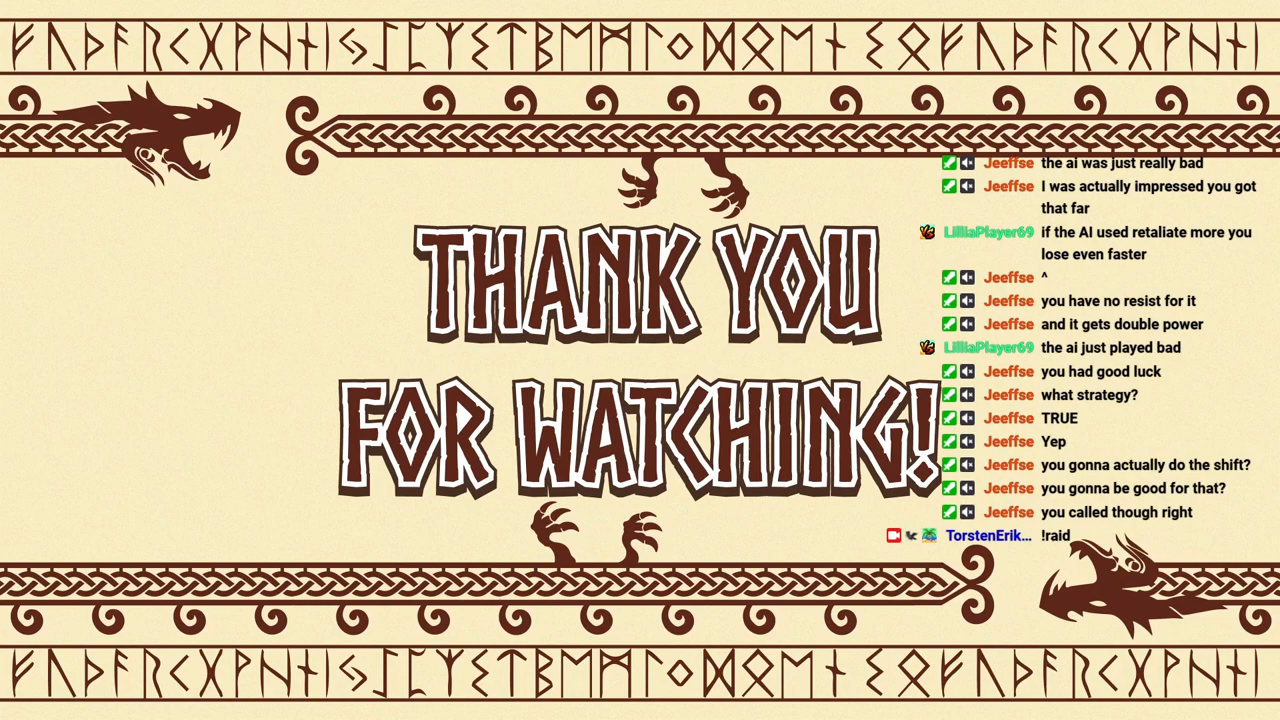 ᚠᚢᚦᚨᚱᚲᚷᚹᚺᚾᛁᛃᛇᛈᛉᛊᛏᛒᛖᛗᛚᛜᛞᛟ
THANK YOU
FOR WATCHING!
Jeeffse the ai was just really bad
Jeeffse I was actually impressed you got
that far
LilliaPlayer69 if the AI used retaliate more you
lose even faster
Jeeffse ^
Jeeffse you have no resist for it
Jeeffse and it gets double power
LilliaPlayer69 the ai just played bad
Jeeffse you had good luck
Jeeffse what strategy?
Jeeffse TRUE
Jeeffse Yep
Jeeffse you gonna actually do the shift?
Jeeffse you gonna be good for that?
Jeeffse you called though right
TorstenErik... !raid